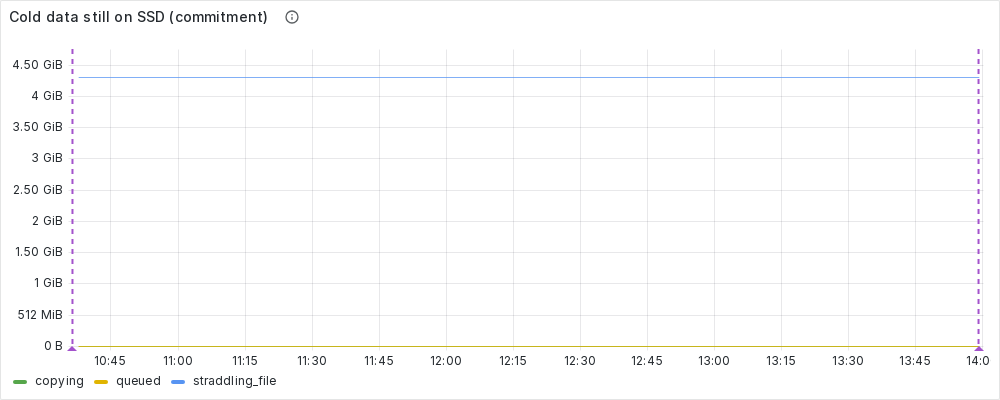 Cold data still on SSD (commitment)
4.50 GiB
4 GiB
3.50 GiB
3 GiB
2.50 GiB
2 GiB
1.50 GiB
1 GiB
512 MiB
0 B
10:45 11:00 11:15 11:30 11:45 12:00 12:15 12:30 12:45 13:00 13:15 13:30 13:45 14:0
copying queued straddling_file